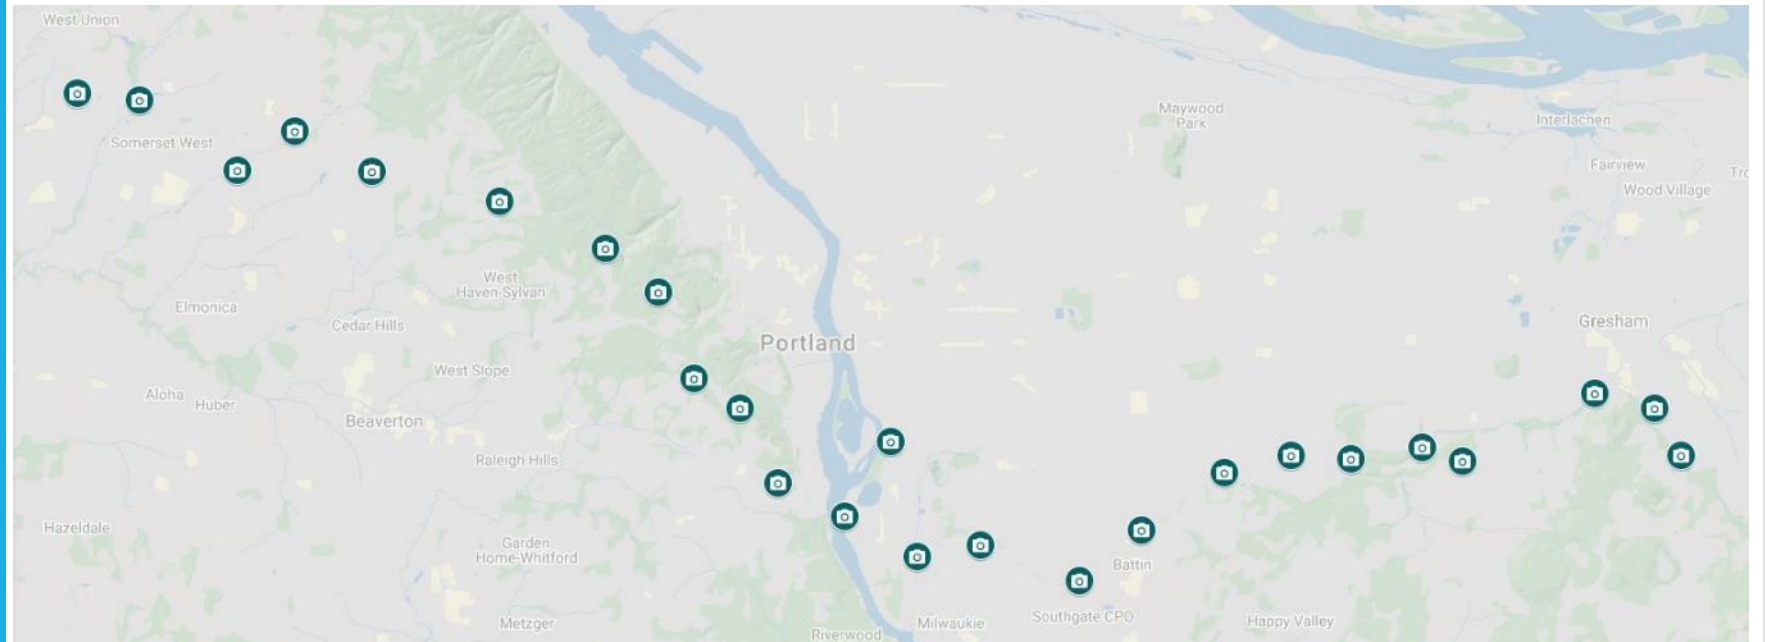 West Union
Maywood
Park
Interlachen
Somerset West
Fairview
Wood Village
West
Haven-Sylvan
Elmonica
Cedar Hills
Gresham
Portland
West Slope
Aloha
Huber
Beaverton
Raleigh Hills
Hazeldale
Garden
Home-Whitford
Battin
Southgate CPO
Milwaukie
Happy Valley
Metzger
Riverwood